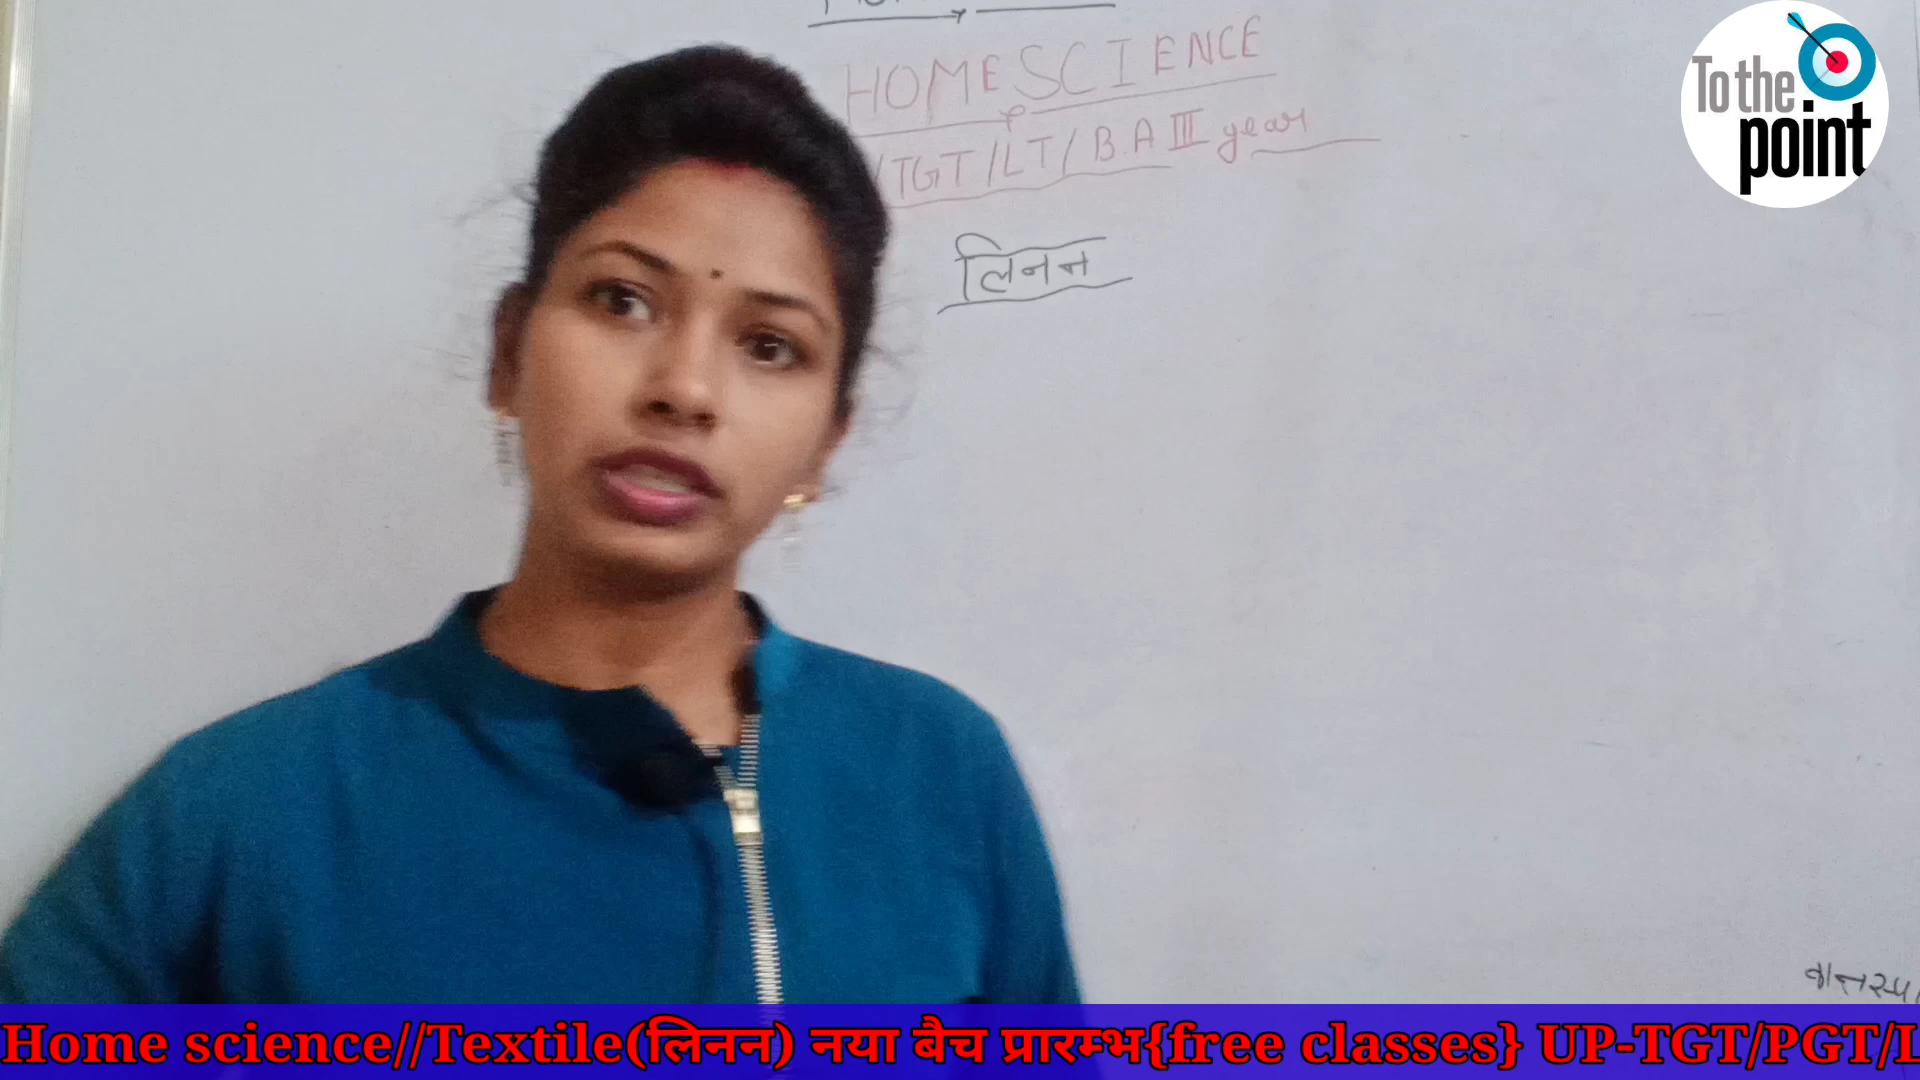 HOME SCIENCE
/TGT/LT/B.A III year
लिनन
To the
point
Home science//Textile(लिनन) नया बैच प्रारम्भ{free classes} UP-TGT/PGT/L